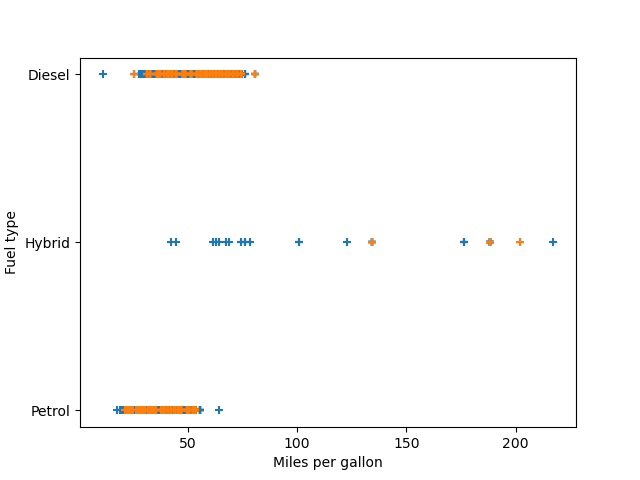 Diesel
Hybrid
Petrol
Fuel type
50 100 150 200
Miles per gallon